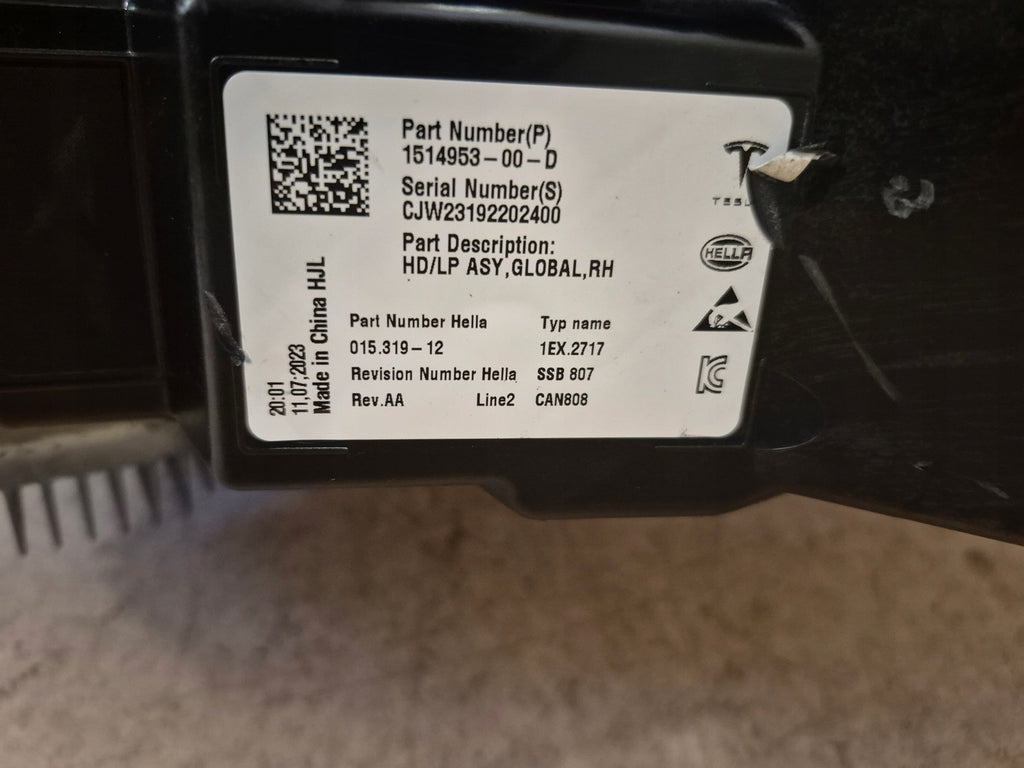 Part Number(P)
1514953-00-D
Serial Number(S)
CJW23192202400
Part Description:
HD/LP ASY,GLOBAL,RH
Part Number Hella Typ name
015.319-12 1EX.2717
Revision Number Hella SSB 807
Rev.AA Line2 CAN808
20:01
11,07;2023
Made in China HJL
TESL
HELLA